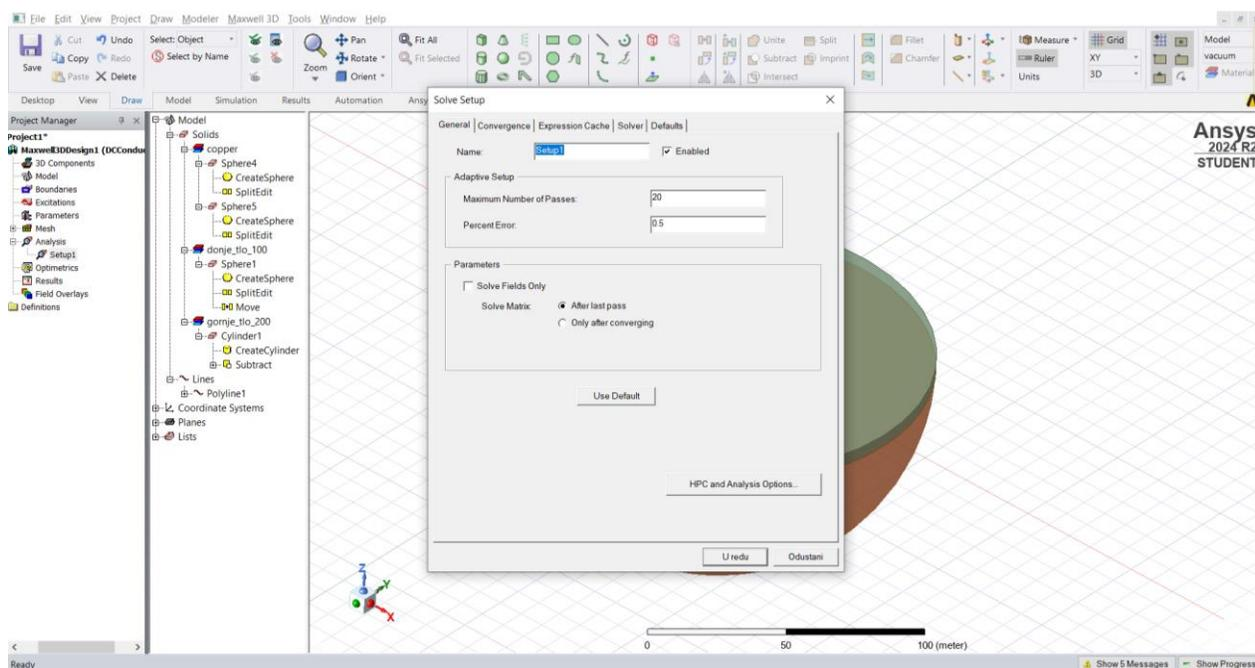 File Edit View Project Draw Modeler Maxwell 3D Tools Window Help
Save
Cut Undo
Copy Redo
Paste Delete
Select: Object
Select by Name
Zoom
Pan
Rotate
Orient
Fit All
Fit Selected
Unite Split
Subtract Imprint
Intersect
Fillet
Chamfer
Measure
Ruler
Units
Grid
XY
3D
Model
vacuum
Material
Desktop View Draw Model Simulation Results Automation Ansy
Project Manager
Project1*
Maxwell3DDesign1 (DCCondu
3D Components
Model
Boundaries
Excitations
Parameters
Mesh
Analysis
Setup1
Optimetrics
Results
Field Overlays
Definitions
Model
Solids
copper
Sphere4
CreateSphere
SplitEdit
Sphere5
CreateSphere
SplitEdit
donje_tlo_100
Sphere1
CreateSphere
SplitEdit
Move
gornje_tlo_200
Cylinder1
CreateCylinder
Subtract
Lines
Polyline1
Coordinate Systems
Planes
Lists
Solve Setup
General Convergence Expression Cache Solver Defaults
Name: Setup1 Enabled
Adaptive Setup
Maximum Number of Passes: 20
Percent Error: 0.5
Parameters
Solve Fields Only
Solve Matrix: After last pass
Only after converging
Use Default
HPC and Analysis Options...
U redu Odustani
Ansys
2024 R2
STUDENT
Z
Y
X
0 50 100 (meter)
Ready
Show 5 Messages Show Progress